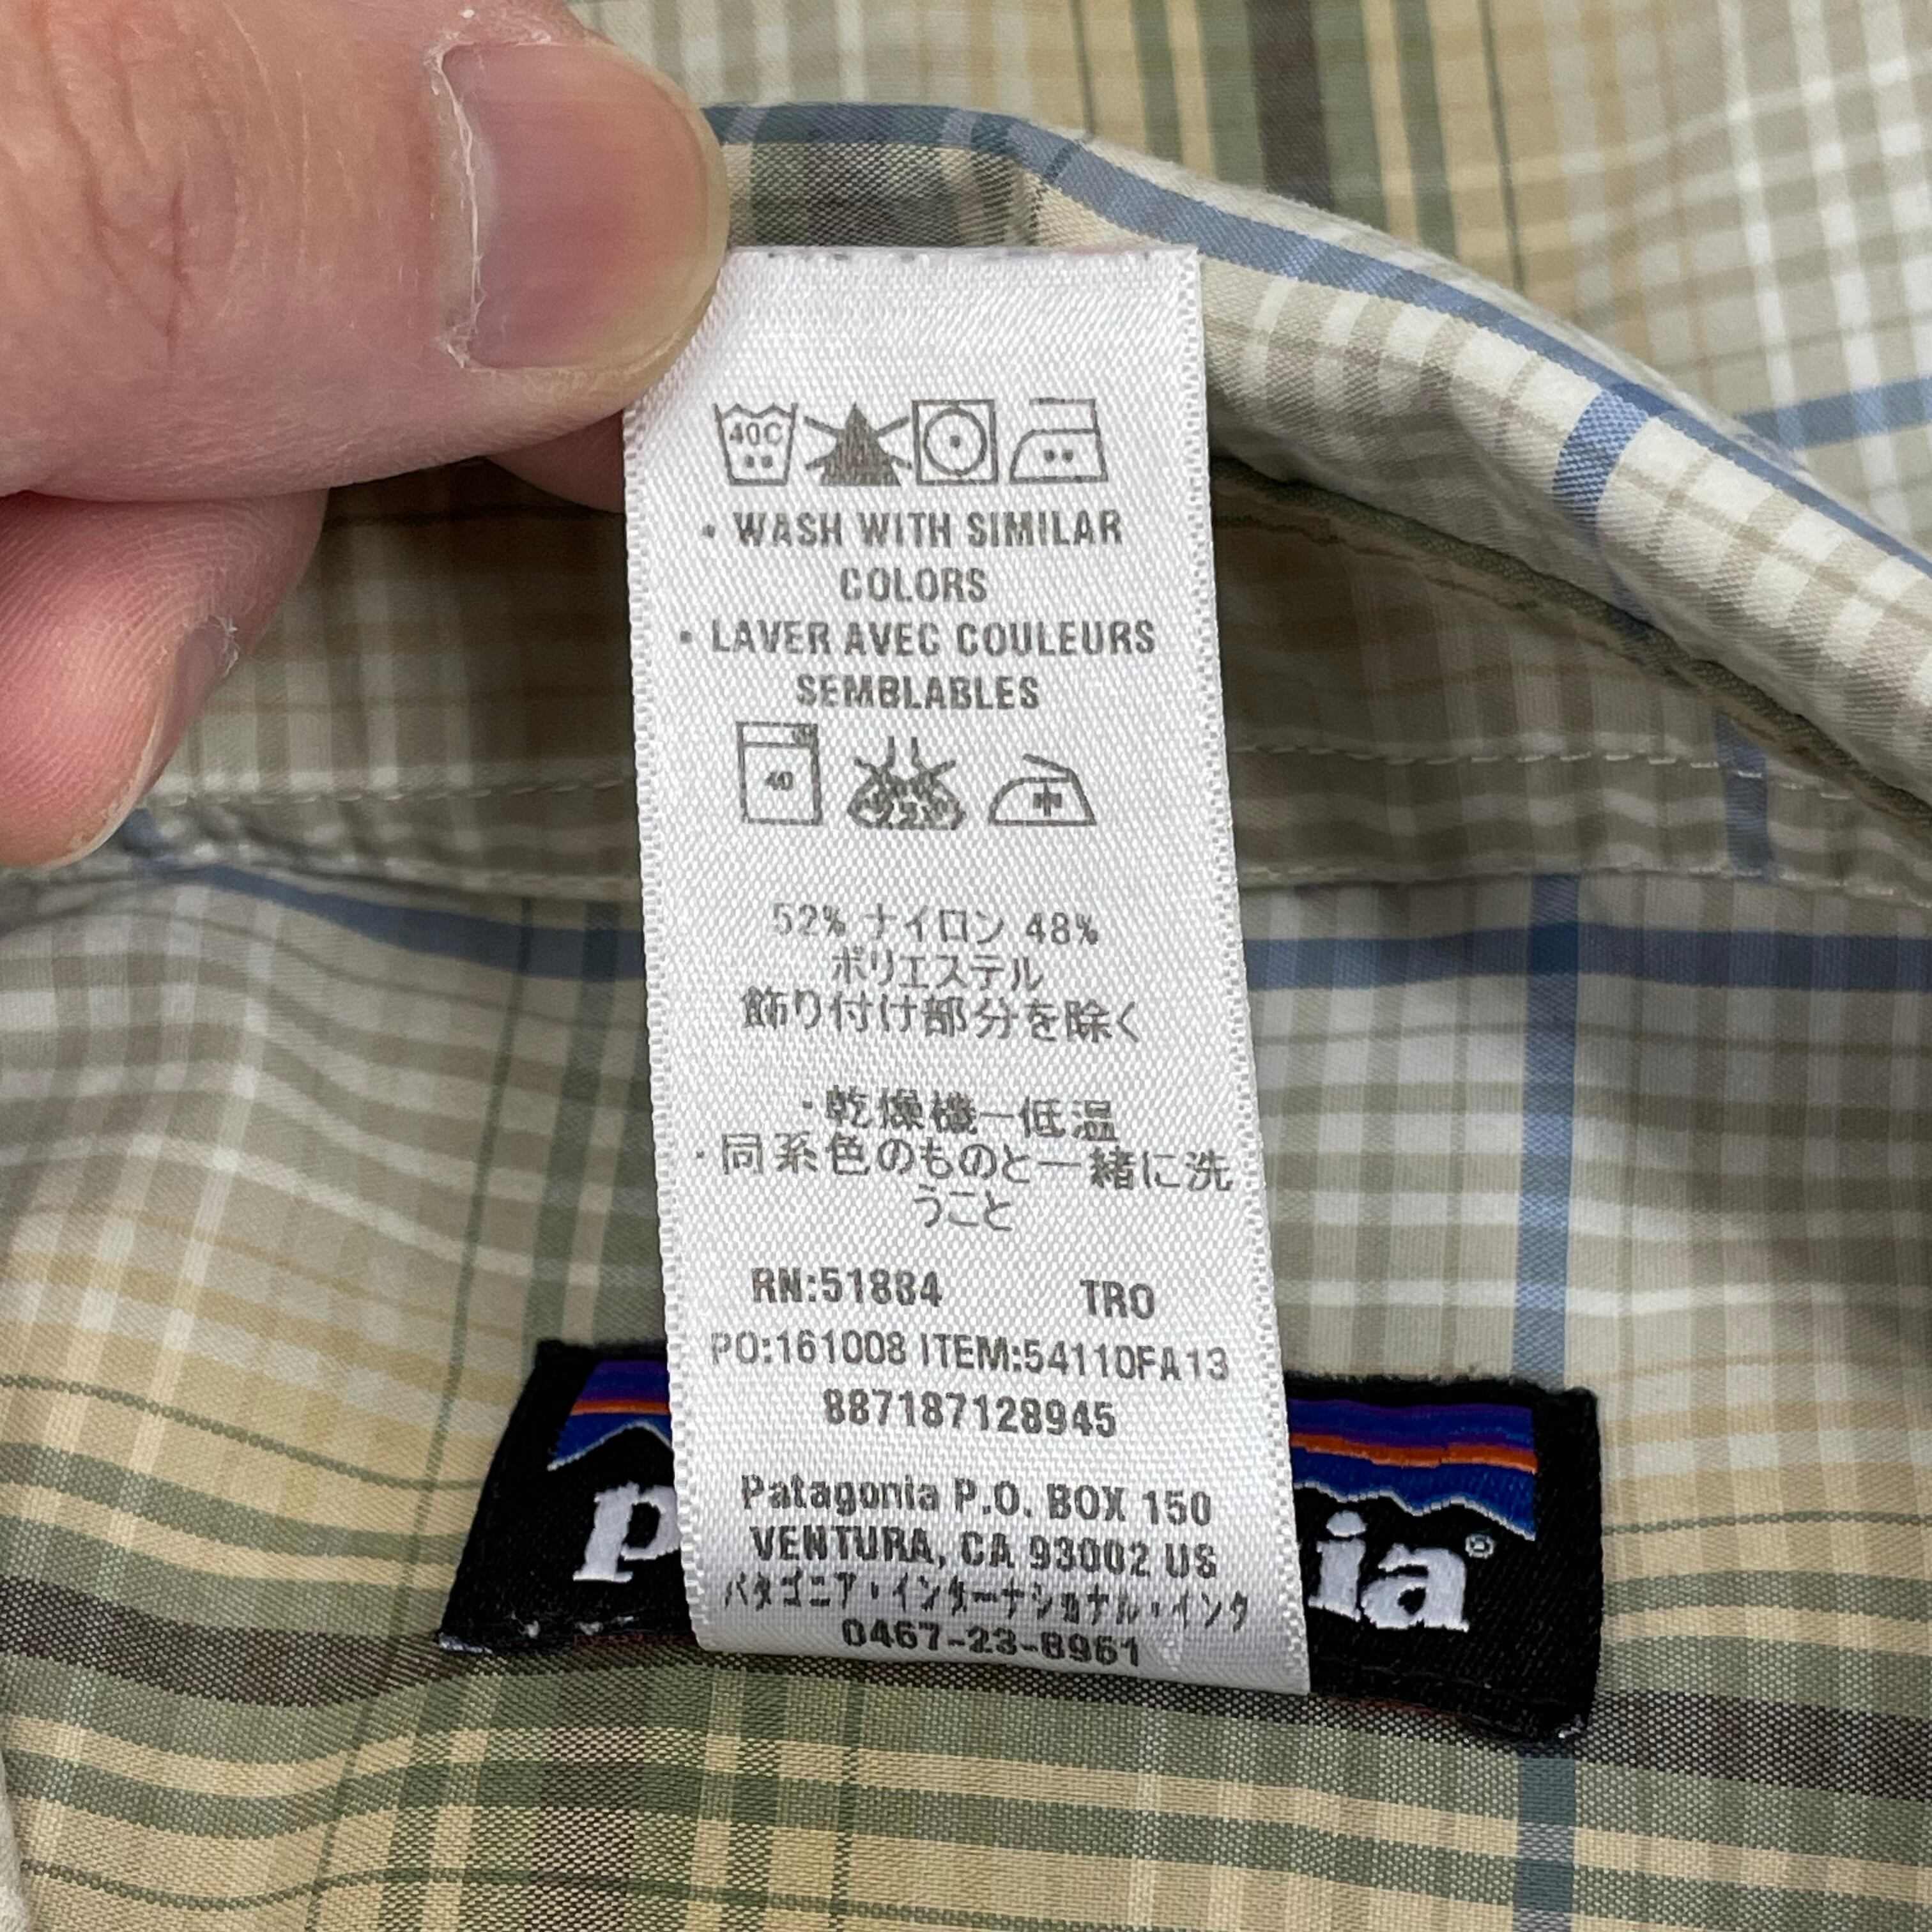 40C
• WASH WITH SIMILAR
COLORS
• LAVER AVEC COULEURS
SEMBLABLES
40
52% ナイロン 48%
ポリエステル
飾り付け部分を除く
・乾燥機ー低温
・同系色のものと一緒に洗
うこと
RN:51884 TRO
PO:161008 ITEM:54110FA13
887187128945
Patagonia P.O. BOX 150
VENTURA, CA 93002 US
パタゴニア・インターナショナル・インク
0467-23-8961
p ia®